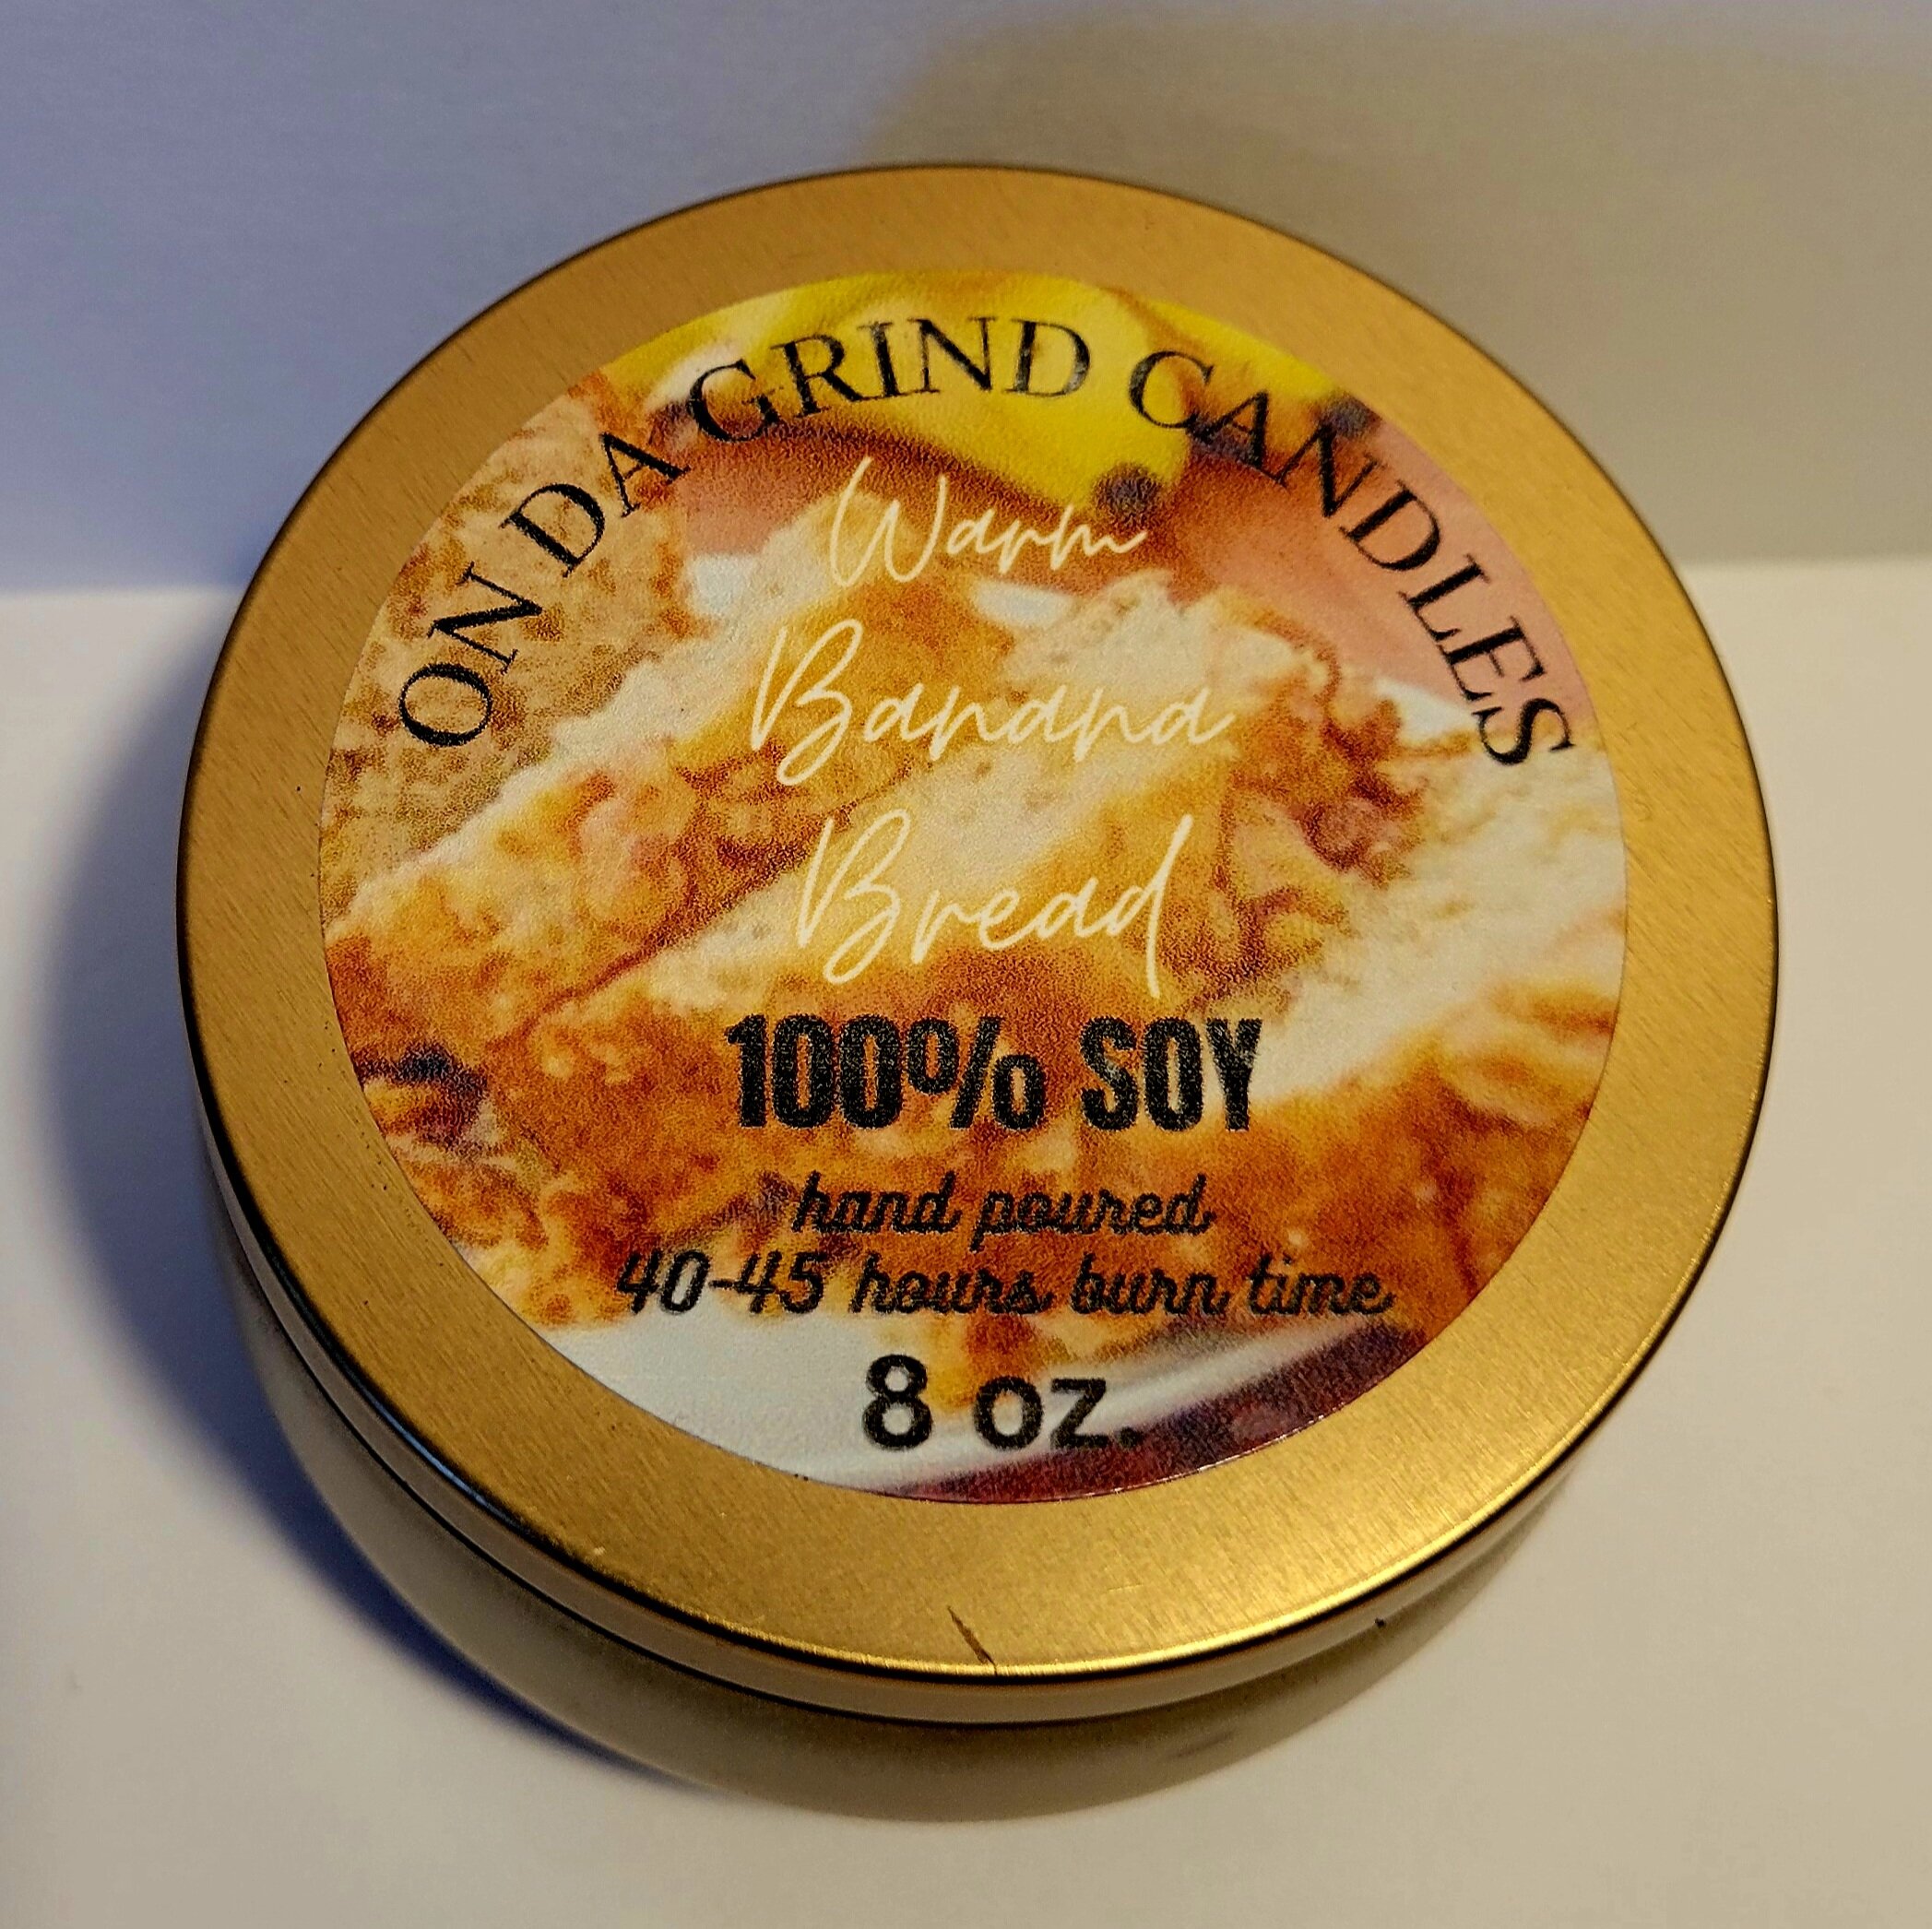 ON DA GRIND CANDLES
Warm
Banana
Bread
100% SOY
hand poured
40-45 hours burn time
8 oz.